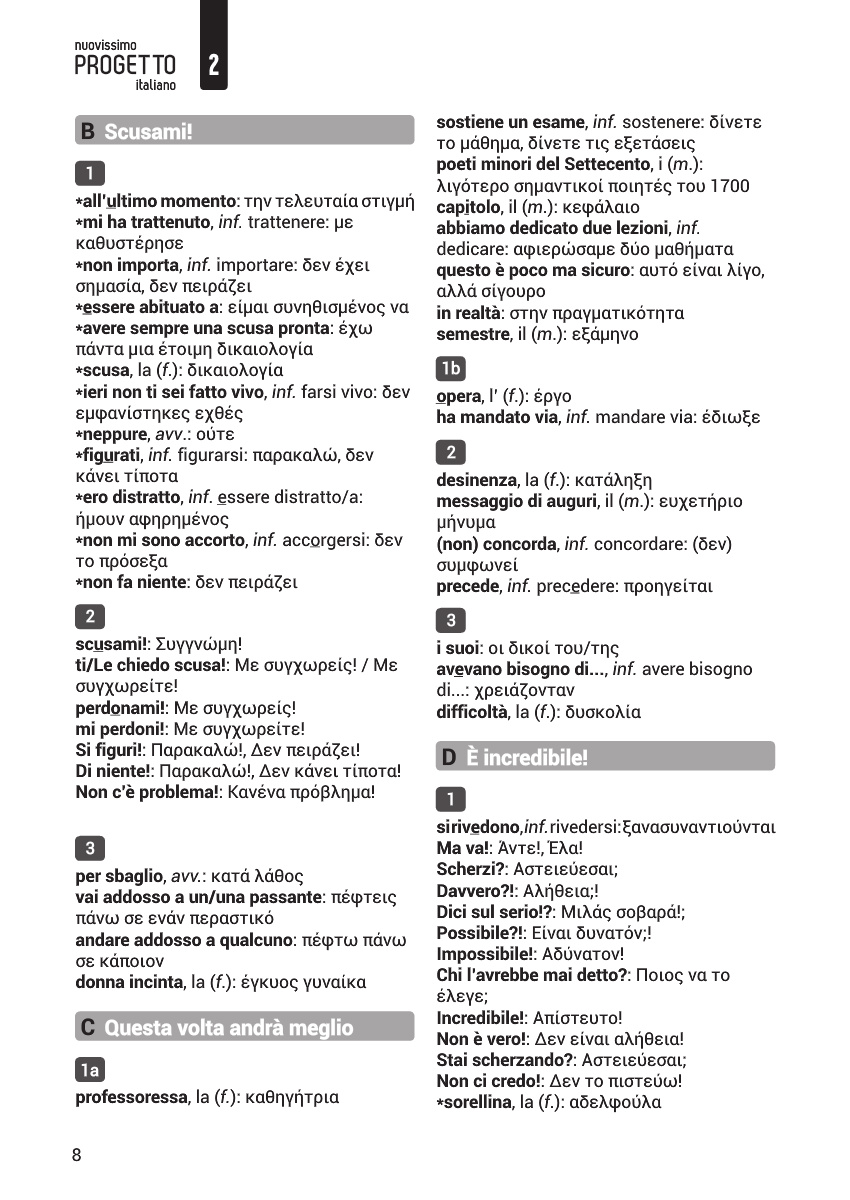 nuovissimo
PROGETTO
italiano
2
B Scusami!
1
*all'ultimo momento: την τελευταία στιγμή
*mi ha trattenuto, inf. trattenere: με
καθυστέρησε
*non importa, inf. importare: δεν έχει
σημασία, δεν πειράζει
*essere abituato a: είμαι συνηθισμένος να
*avere sempre una scusa pronta: έχω
πάντα μια έτοιμη δικαιολογία
*scusa, la (f.): δικαιολογία
*ieri non ti sei fatto vivo, inf. farsi vivo: δεν
εμφανίστηκες εχθές
*neppure, avv.: ούτε
*figurati, inf. figurarsi: παρακαλώ, δεν
κάνει τίποτα
*ero distratto, inf. essere distratto/a:
ήμουν αφηρημένος
*non mi sono accorto, inf. accorgersi: δεν
το πρόσεξα
*non fa niente: δεν πειράζει
2
scusami!: Συγγνώμη!
ti/Le chiedo scusa!: Με συγχωρείς! / Με
συγχωρείτε!
perdonami!: Με συγχωρείς!
mi perdoni!: Με συγχωρείτε!
Si figuri!: Παρακαλώ!, Δεν πειράζει!
Di niente!: Παρακαλώ!, Δεν κάνει τίποτα!
Non c'è problema!: Κανένα πρόβλημα!
3
per sbaglio, avv.: κατά λάθος
vai addosso a un/una passante: πέφτεις
πάνω σε ενάν περαστικό
andare addosso a qualcuno: πέφτω πάνω
σε κάποιον
donna incinta, la (f.): έγκυος γυναίκα
C Questa volta andrà meglio
1a
professoressa, la (f.): καθηγήτρια
sostiene un esame, inf. sostenere: δίνετε
το μάθημα, δίνετε τις εξετάσεις
poeti minori del Settecento, i (m.):
λιγότερο σημαντικοί ποιητές του 1700
capitolo, il (m.): κεφάλαιο
abbiamo dedicato due lezioni, inf.
dedicare: αφιερώσαμε δύο μαθήματα
questo è poco ma sicuro: αυτό είναι λίγο,
αλλά σίγουρο
in realtà: στην πραγματικότητα
semestre, il (m.): εξάμηνο
1b
opera, l' (f.): έργο
ha mandato via, inf. mandare via: έδιωξε
2
desinenza, la (f.): κατάληξη
messaggio di auguri, il (m.): ευχετήριο
μήνυμα
(non) concorda, inf. concordare: (δεν)
συμφωνεί
precede, inf. precedere: προηγείται
3
i suoi: οι δικοί του/της
avevano bisogno di..., inf. avere bisogno
di...: χρειάζονταν
difficoltà, la (f.): δυσκολία
D È incredibile!
1
si rivedono, inf. rivedersi: ξανασυναντιούνται
Ma va!: Άντε!, Έλα!
Scherzi?: Αστειεύεσαι;
Davvero?!: Αλήθεια;!
Dici sul serio!?: Μιλάς σοβαρά!;
Possibile?!: Είναι δυνατόν;!
Impossibile!: Αδύνατον!
Chi l'avrebbe mai detto?: Ποιος να το
έλεγε;
Incredibile!: Απίστευτο!
Non è vero!: Δεν είναι αλήθεια!
Stai scherzando?: Αστειεύεσαι;
Non ci credo!: Δεν το πιστεύω!
*sorellina, la (f.): αδελφούλα
8